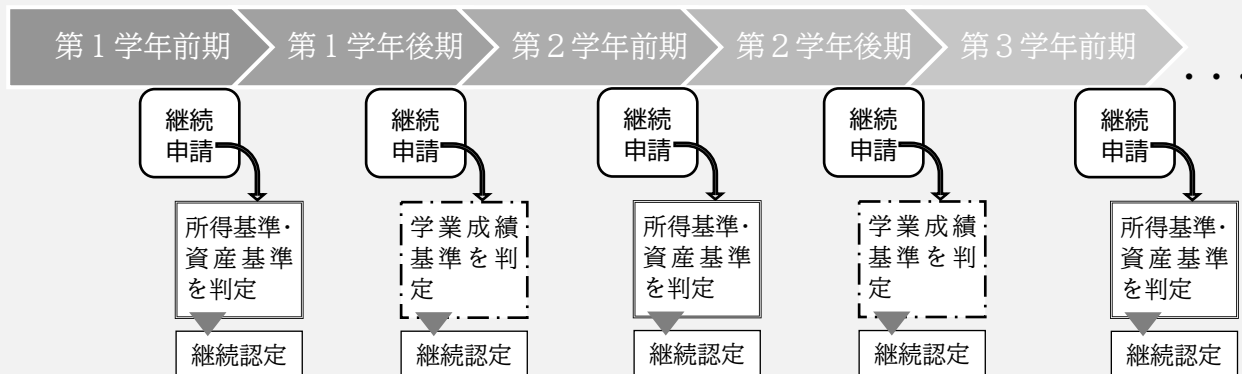 第１学年前期
第１学年後期
第２学年前期
第２学年後期
第３学年前期
・・・
継続
申請
継続
申請
継続
申請
継続
申請
継続
申請
所得基準・
資産基準
を判定
学業成績
基準を判
定
所得基準・
資産基準
を判定
学業成績
基準を判
定
所得基準・
資産基準
を判定
継続認定
継続認定
継続認定
継続認定
継続認定